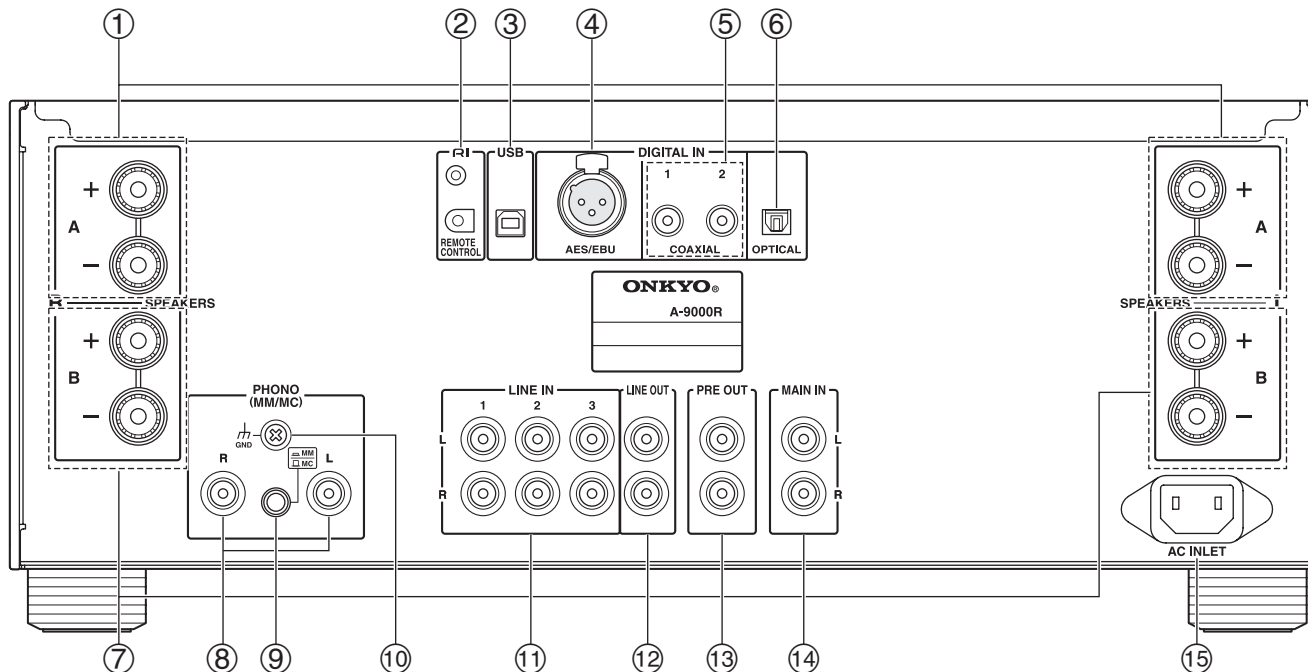 ① ② ③ ④ ⑤ ⑥
RI USB DIGITAL IN
1 2
REMOTE CONTROL
AES/EBU COAXIAL OPTICAL
+ A −
+ A −
R SPEAKERS
SPEAKERS L
+ B −
+ B −
ONKYO®
A-9000R
PHONO
(MM/MC)
GND
MM
MC
R L
LINE IN LINE OUT PRE OUT MAIN IN
1 2 3
L L
R R
AC INLET
⑦ ⑧ ⑨ ⑩ ⑪ ⑫ ⑬ ⑭ ⑮